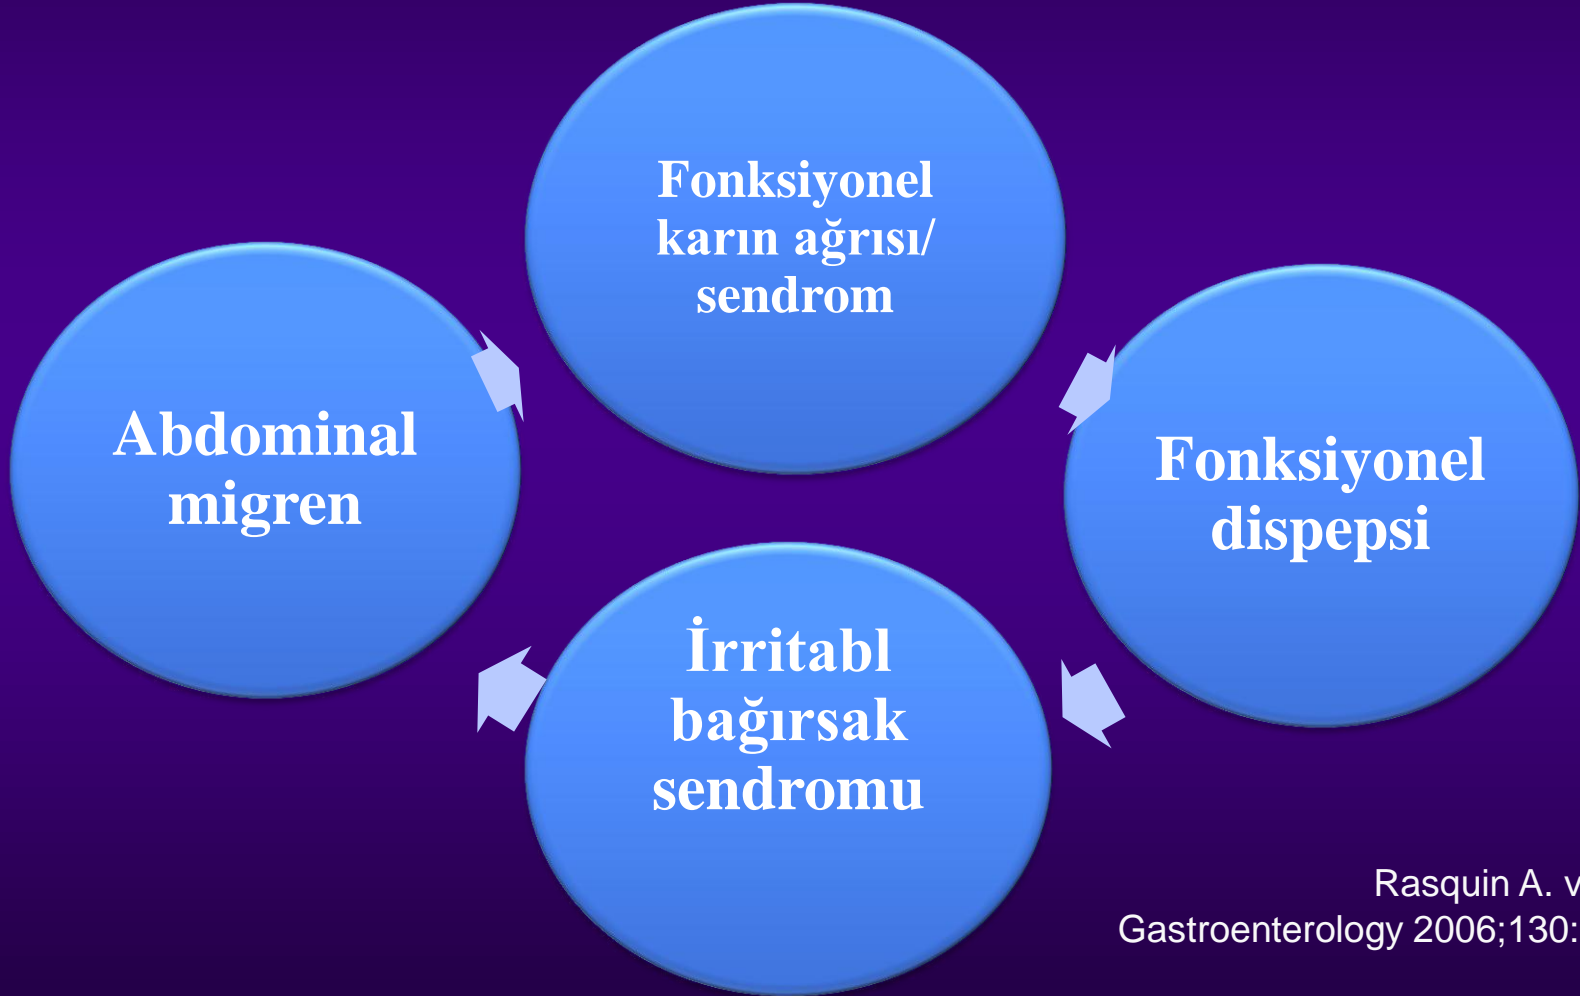 Fonksiyonel
karın ağrısı/
sendrom
Abdominal
migren
Fonksiyonel
dispepsi
İrritabl
bağırsak
sendromu
Rasquin A. v
Gastroenterology 2006;130: